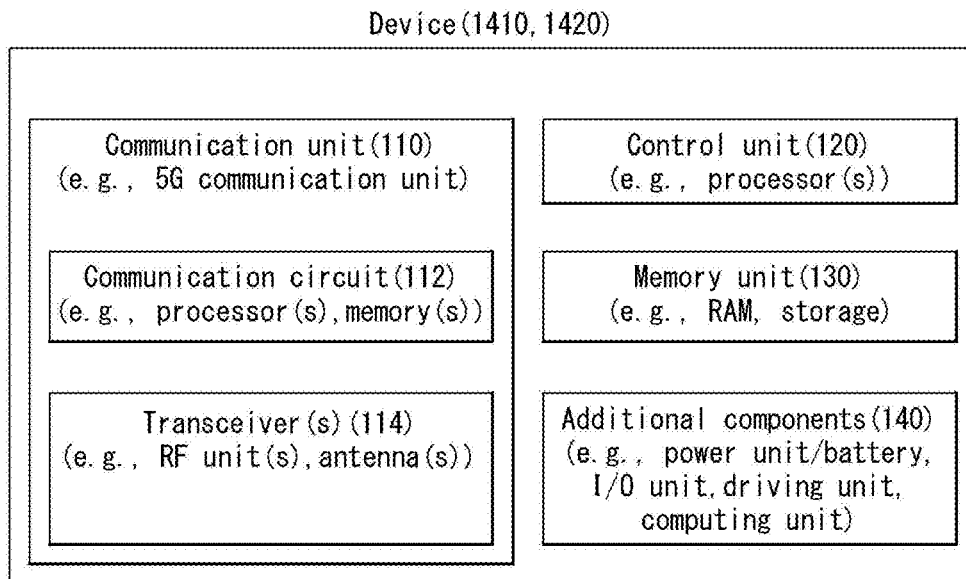 Device(1410,1420)
Communication unit(110)
(e.g., 5G communication unit)
Communication circuit(112)
(e.g., processor(s),memory(s))
Transceiver(s)(114)
(e.g., RF unit(s),antenna(s))
Control unit(120)
(e.g., processor(s))
Memory unit(130)
(e.g., RAM, storage)
Additional components(140)
(e.g., power unit/battery,
I/O unit,driving unit,
computing unit)